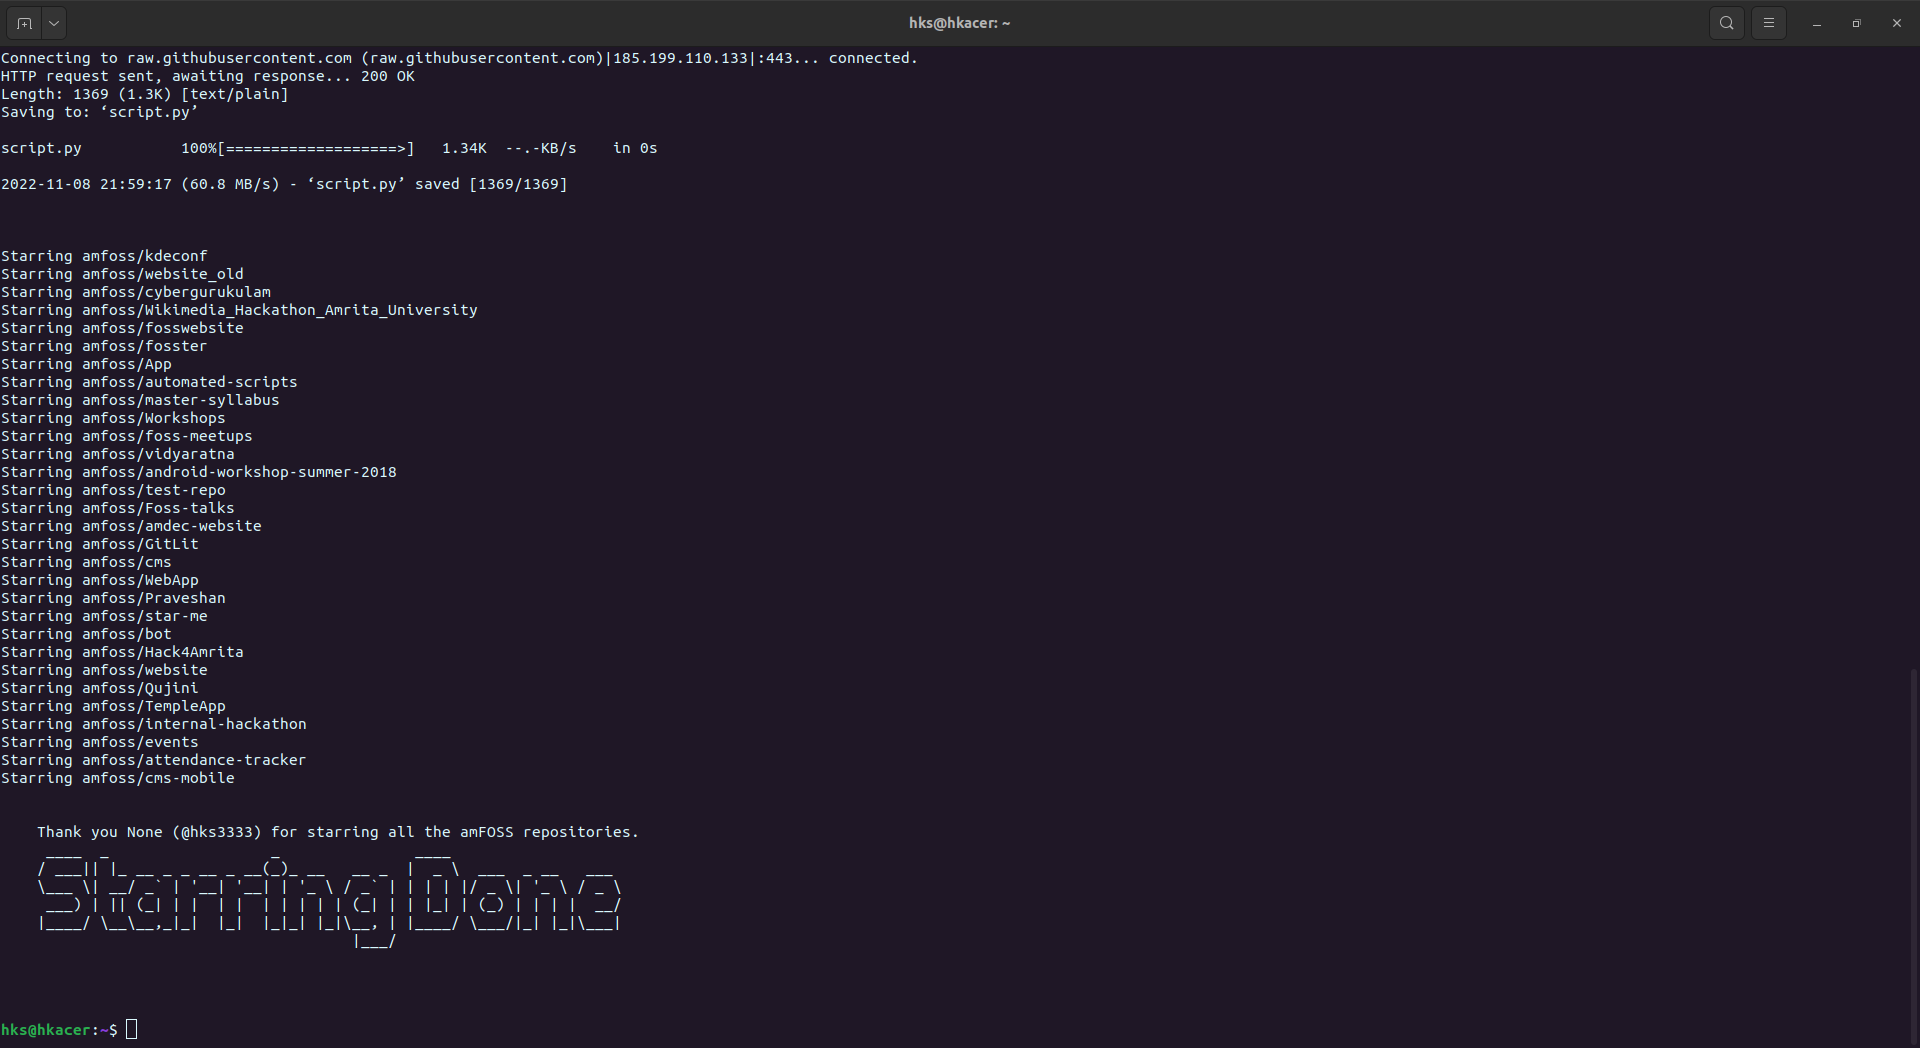 hks@hkacer: ~
Connecting to raw.githubusercontent.com (raw.githubusercontent.com)|185.199.110.133|:443... connected.
HTTP request sent, awaiting response... 200 OK
Length: 1369 (1.3K) [text/plain]
Saving to: ‘script.py’
script.py           100%[===================>]   1.34K  --.-KB/s    in 0s
2022-11-08 21:59:17 (60.8 MB/s) - ‘script.py’ saved [1369/1369]
Starring amfoss/kdeconf
Starring amfoss/website_old
Starring amfoss/cybergurukulam
Starring amfoss/Wikimedia_Hackathon_Amrita_University
Starring amfoss/fosswebsite
Starring amfoss/fosster
Starring amfoss/App
Starring amfoss/automated-scripts
Starring amfoss/master-syllabus
Starring amfoss/Workshops
Starring amfoss/foss-meetups
Starring amfoss/vidyaratna
Starring amfoss/android-workshop-summer-2018
Starring amfoss/test-repo
Starring amfoss/Foss-talks
Starring amfoss/amdec-website
Starring amfoss/GitLit
Starring amfoss/cms
Starring amfoss/WebApp
Starring amfoss/Praveshan
Starring amfoss/star-me
Starring amfoss/bot
Starring amfoss/Hack4Amrita
Starring amfoss/website
Starring amfoss/Qujini
Starring amfoss/TempleApp
Starring amfoss/internal-hackathon
Starring amfoss/events
Starring amfoss/attendance-tracker
Starring amfoss/cms-mobile
Thank you None (@hks3333) for starring all the amFOSS repositories.
StarringDone
hks@hkacer:~$